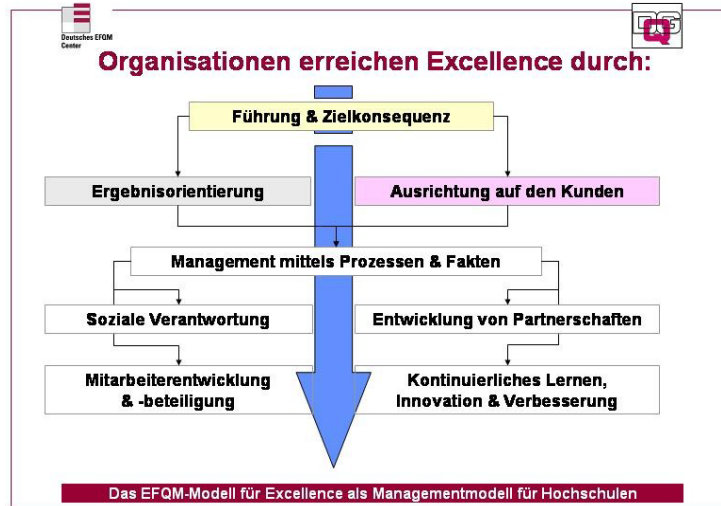 Deutsches EFQM
Center
DGQ
Organisationen erreichen Excellence durch:
Führung & Zielkonsequenz
Ergebnisorientierung
Ausrichtung auf den Kunden
Management mittels Prozessen & Fakten
Soziale Verantwortung
Entwicklung von Partnerschaften
Mitarbeiterentwicklung
& -beteiligung
Kontinuierliches Lernen,
Innovation & Verbesserung
Das EFQM-Modell für Excellence als Managementmodell für Hochschulen